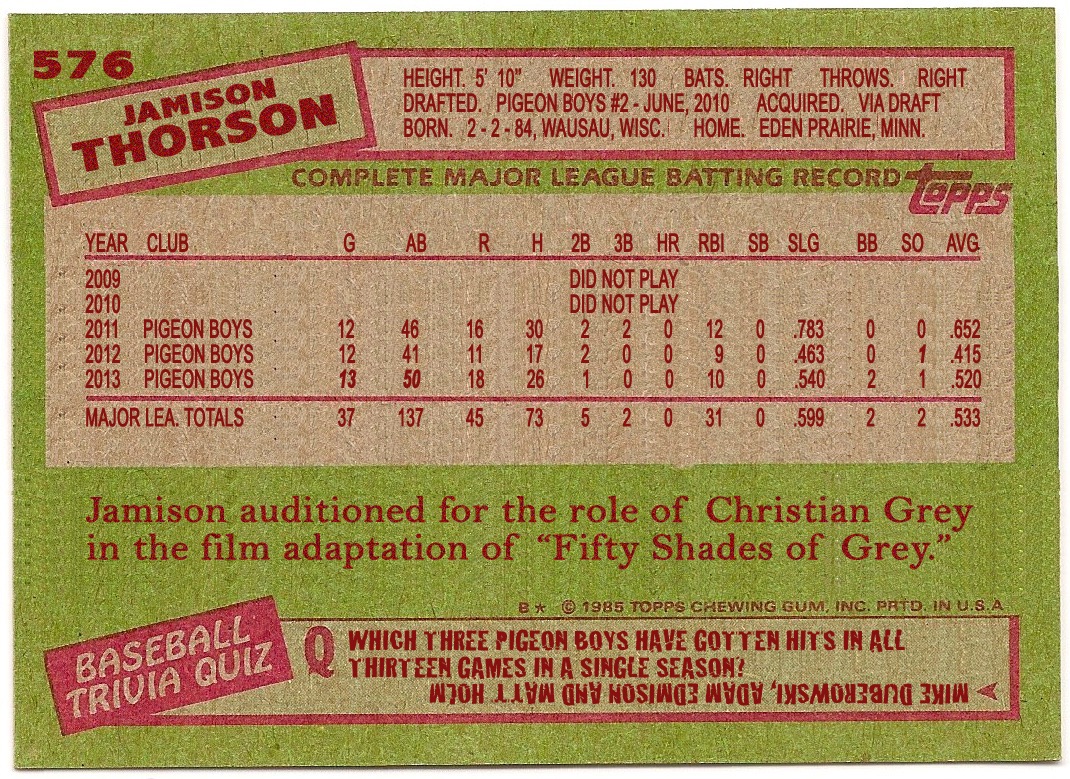 576
JAMISON
THORSON
HEIGHT. 5' 10" WEIGHT. 130 BATS. RIGHT THROWS. RIGHT
DRAFTED. PIGEON BOYS #2 - JUNE, 2010 ACQUIRED. VIA DRAFT
BORN. 2 - 2 - 84, WAUSAU, WISC. HOME. EDEN PRAIRIE, MINN.
COMPLETE MAJOR LEAGUE BATTING RECORD topps
YEAR CLUB G AB R H 2B 3B HR RBI SB SLG BB SO AVG.
2009 DID NOT PLAY
2010 DID NOT PLAY
2011 PIGEON BOYS 12 46 16 30 2 2 0 12 0 .783 0 0 .652
2012 PIGEON BOYS 12 41 11 17 2 0 0 9 0 .463 0 1 .415
2013 PIGEON BOYS 13 50 18 26 1 0 0 10 0 .540 2 1 .520
MAJOR LEA. TOTALS 37 137 45 73 5 2 0 31 0 .599 2 2 .533
Jamison auditioned for the role of Christian Grey
in the film adaptation of “Fifty Shades of Grey.”
B* © 1985 TOPPS CHEWING GUM, INC. PRTD. IN U.S.A
BASEBALL
TRIVIA QUIZ
Q WHICH THREE PIGEON BOYS HAVE GOTTEN HITS IN ALL
THIRTEEN GAMES IN A SINGLE SEASON?
MIKE DUBEROWSKI, ADAM EDMISON AND MATT HOLM